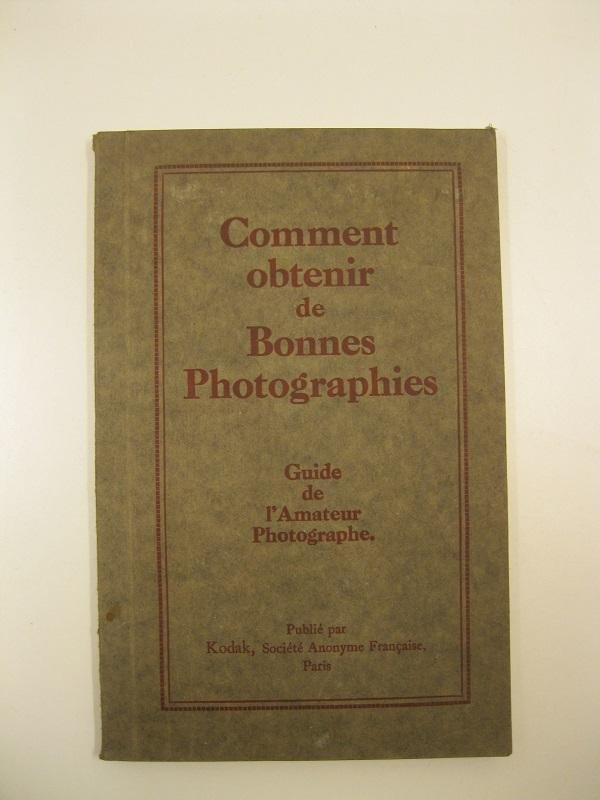 Comment
obtenir
de
Bonnes
Photographies
Guide
de
l'Amateur
Photographe.
Publié par
Kodak, Société Anonyme Française,
Paris